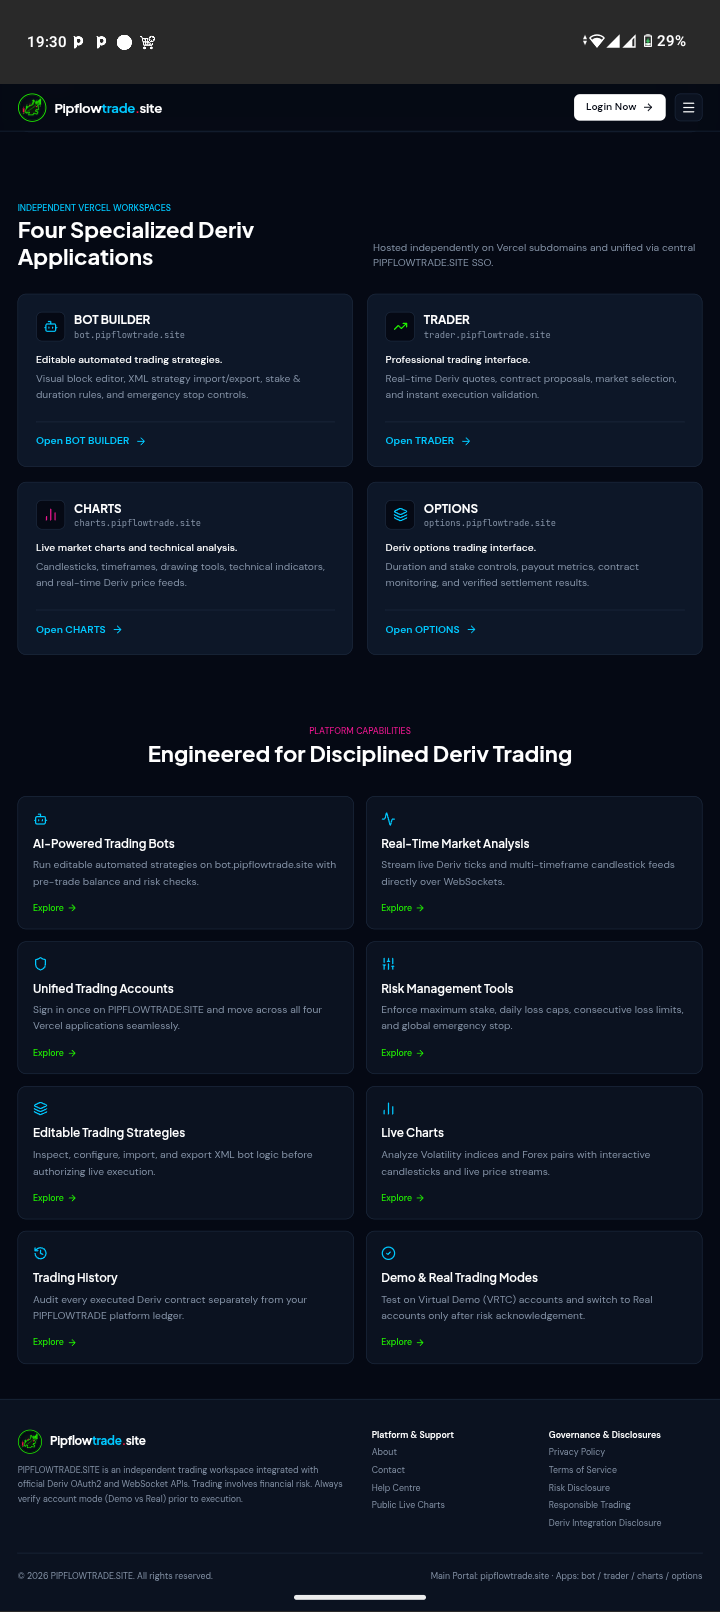 19:30
29%
Pipflowtrade.site
Login Now →
INDEPENDENT VERCEL WORKSPACES
Four Specialized Deriv
Applications
Hosted independently on Vercel subdomains and unified via central
PIPFLOWTRADE.SITE SSO.
BOT BUILDER
bot.pipflowtrade.site
Editable automated trading strategies.
Visual block editor, XML strategy import/export, stake &
duration rules, and emergency stop controls.
Open BOT BUILDER →
TRADER
trader.pipflowtrade.site
Professional trading interface.
Real-time Deriv quotes, contract proposals, market selection,
and instant execution validation.
Open TRADER →
CHARTS
charts.pipflowtrade.site
Live market charts and technical analysis.
Candlesticks, timeframes, drawing tools, technical indicators,
and real-time Deriv price feeds.
Open CHARTS →
OPTIONS
options.pipflowtrade.site
Deriv options trading interface.
Duration and stake controls, payout metrics, contract
monitoring, and verified settlement results.
Open OPTIONS →
PLATFORM CAPABILITIES
Engineered for Disciplined Deriv Trading
AI-Powered Trading Bots
Run editable automated strategies on bot.pipflowtrade.site with
pre-trade balance and risk checks.
Explore →
Real-Time Market Analysis
Stream live Deriv ticks and multi-timeframe candlestick feeds
directly over WebSockets.
Explore →
Unified Trading Accounts
Sign in once on PIPFLOWTRADE.SITE and move across all four
Vercel applications seamlessly.
Explore →
Risk Management Tools
Enforce maximum stake, daily loss caps, consecutive loss limits,
and global emergency stop.
Explore →
Editable Trading Strategies
Inspect, configure, import, and export XML bot logic before
authorizing live execution.
Explore →
Live Charts
Analyze Volatility indices and Forex pairs with interactive
candlesticks and live price streams.
Explore →
Trading History
Audit every executed Deriv contract separately from your
PIPFLOWTRADE platform ledger.
Explore →
Demo & Real Trading Modes
Test on Virtual Demo (VRTC) accounts and switch to Real
accounts only after risk acknowledgement.
Explore →
Pipflowtrade.site
PIPFLOWTRADE.SITE is an independent trading workspace integrated with
official Deriv OAuth2 and WebSocket APIs. Trading involves financial risk. Always
verify account mode (Demo vs Real) prior to execution.
Platform & Support
About
Contact
Help Centre
Public Live Charts
Governance & Disclosures
Privacy Policy
Terms of Service
Risk Disclosure
Responsible Trading
Deriv Integration Disclosure
© 2026 PIPFLOWTRADE.SITE. All rights reserved.
Main Portal: pipflowtrade.site · Apps: bot / trader / charts / options